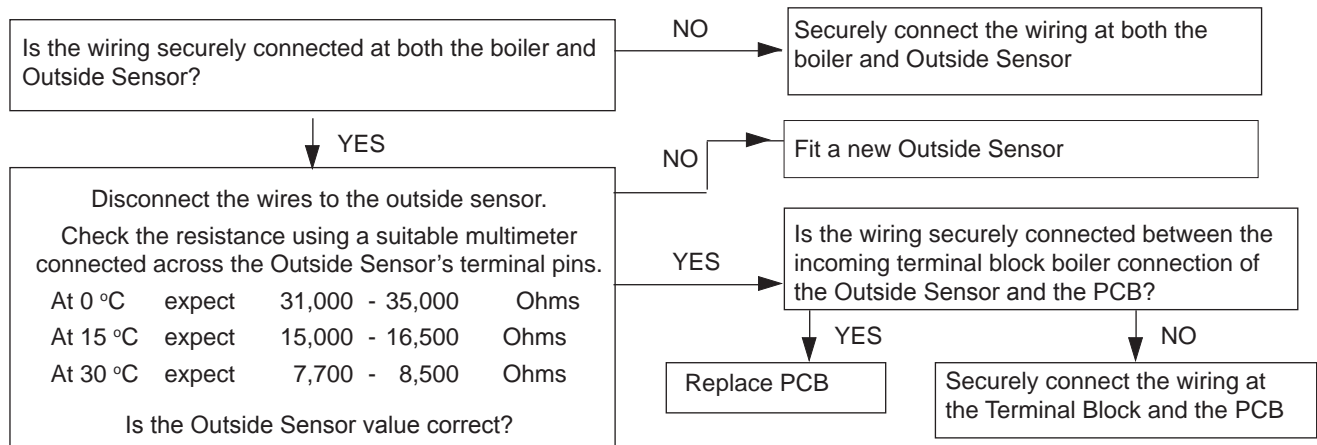 Is the wiring securely connected at both the boiler and
Outside Sensor?
NO
Securely connect the wiring at both the
boiler and Outside Sensor
YES
NO
Fit a new Outside Sensor
Disconnect the wires to the outside sensor.
Check the resistance using a suitable multimeter
connected across the Outside Sensor's terminal pins.
At 0 °C expect 31,000 - 35,000 Ohms
At 15 °C expect 15,000 - 16,500 Ohms
At 30 °C expect 7,700 - 8,500 Ohms
Is the Outside Sensor value correct?
YES
Is the wiring securely connected between the
incoming terminal block boiler connection of
the Outside Sensor and the PCB?
YES
NO
Replace PCB
Securely connect the wiring at
the Terminal Block and the PCB